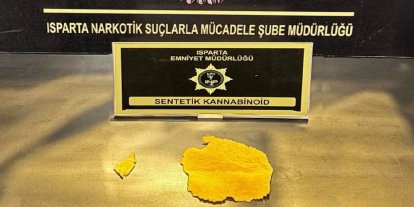 ISPARTA NARKOTİK SUÇLARLA MÜCADELE ŞUBE MÜDÜRLÜĞÜ
ISPARTA
EMNİYET MÜDÜRLÜĞÜ
SENTETİK KANNABİNOİD